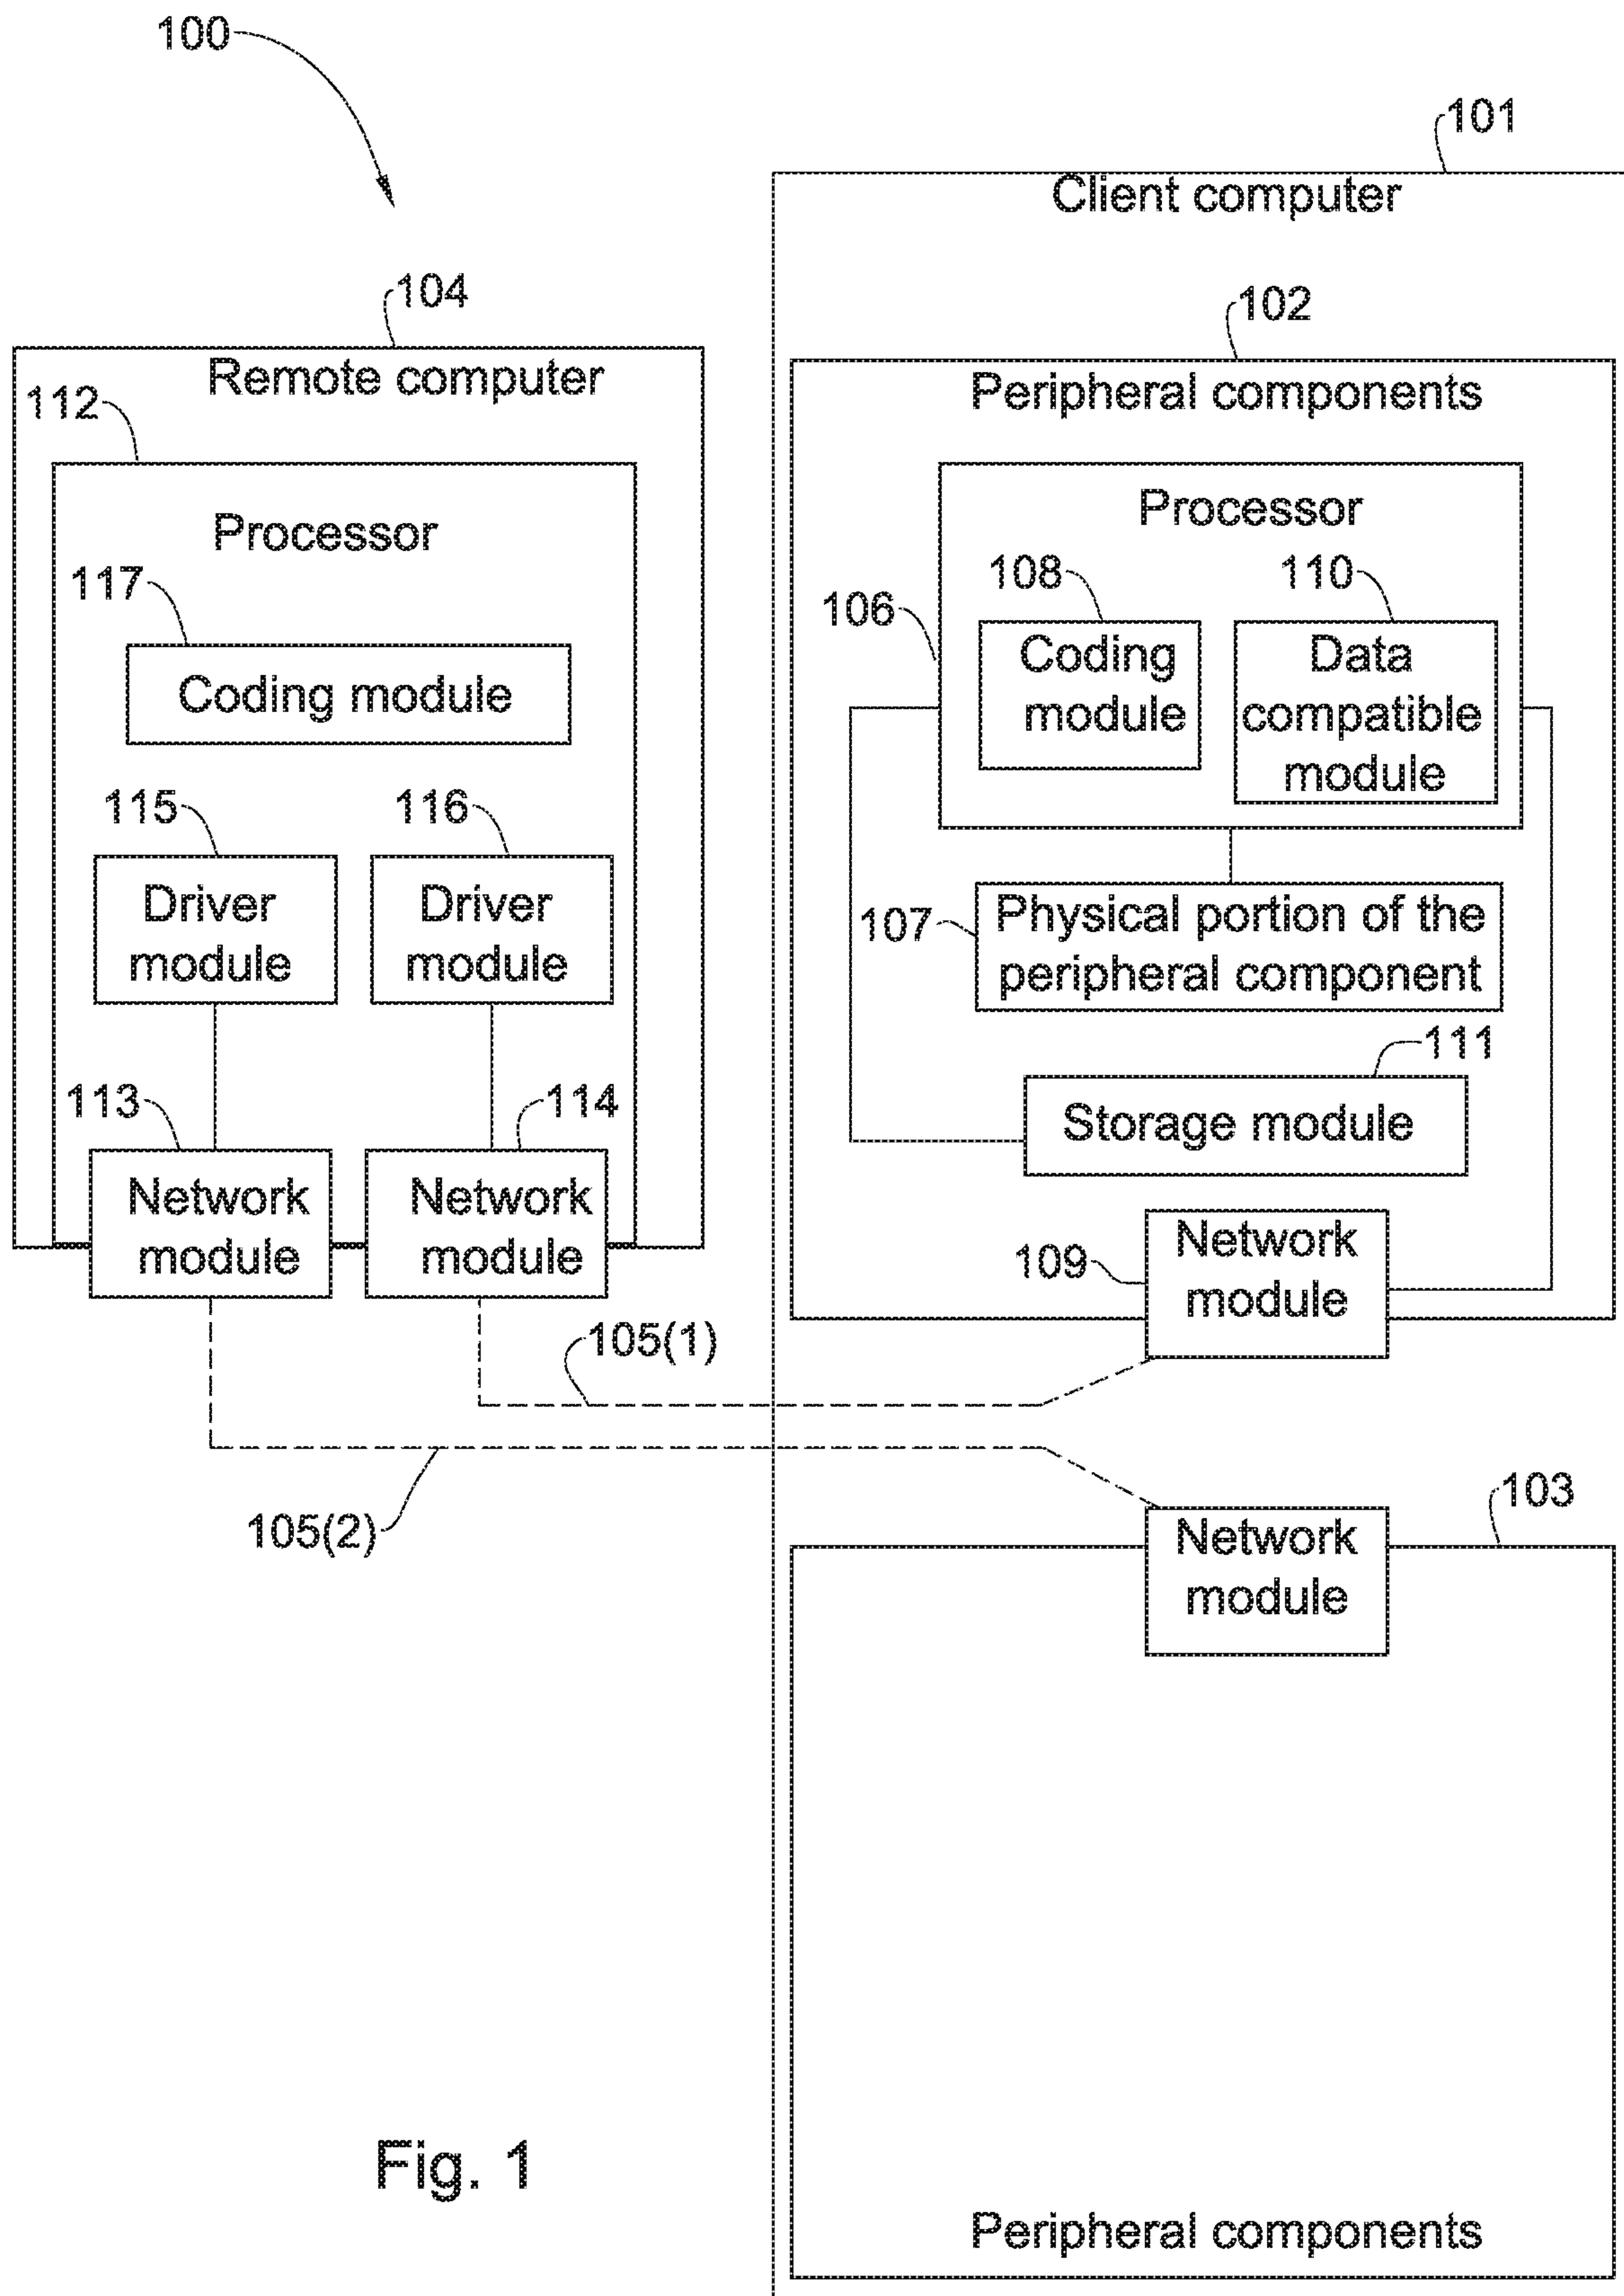 100
101
Client computer
104
102
Remote computer
Peripheral components
112
Processor
Processor
117
108
110
106
Coding module
Coding
module
Data
compatible
module
115
116
Driver
module
Driver
module
107
Physical portion of the
peripheral component
111
Storage module
113
114
Network
module
Network
module
109
Network
module
105(1)
105(2)
103
Network
module
Fig. 1
Peripheral components